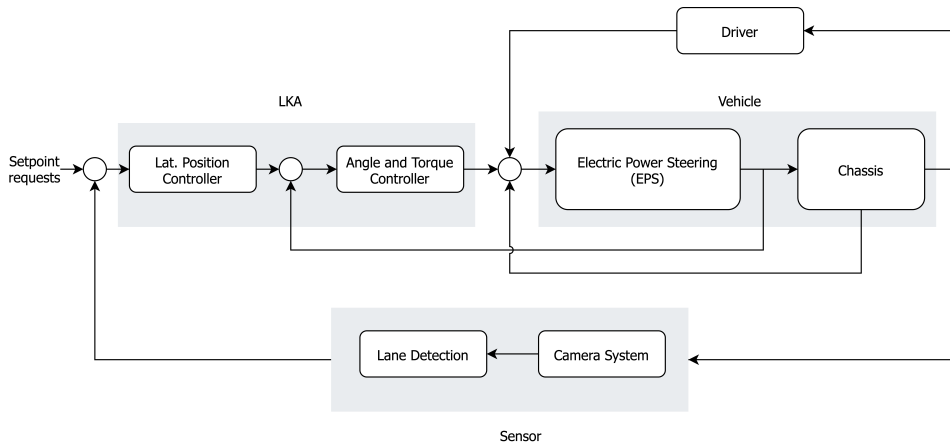 Driver
LKA
Vehicle
Setpoint
requests
Lat. Position
Controller
Angle and Torque
Controller
Electric Power Steering
(EPS)
Chassis
Lane Detection
Camera System
Sensor